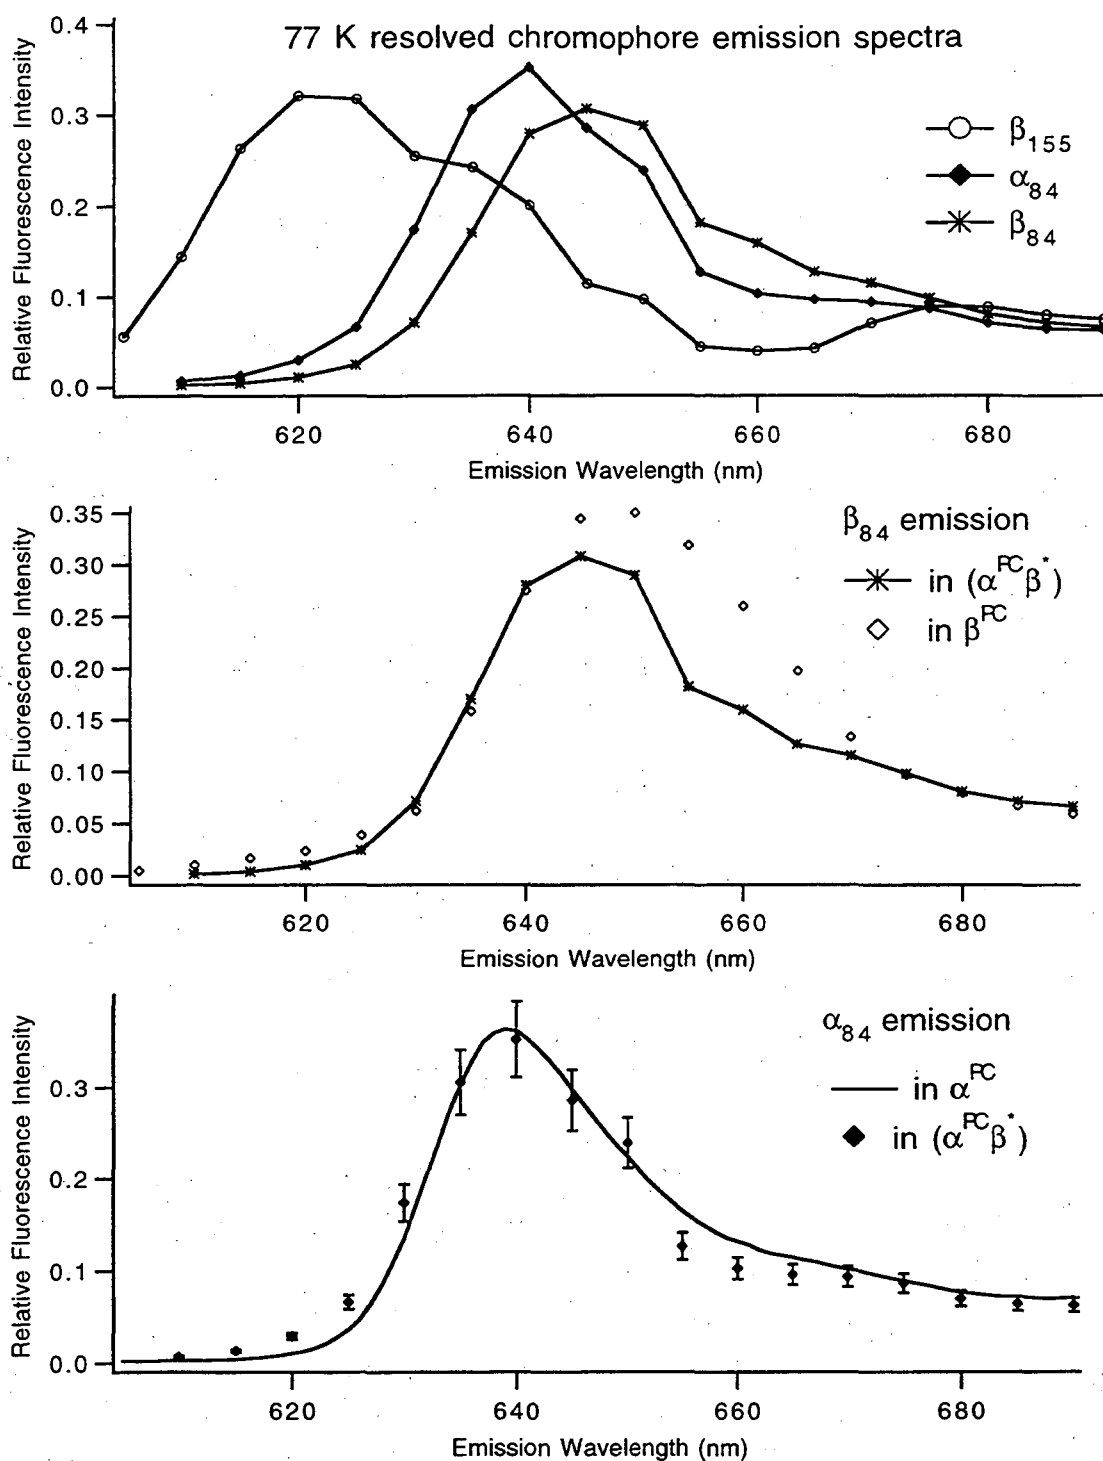 77 K resolved chromophore emission spectra
Relative Fluorescence Intensity
0.4
0.3
0.2
0.1
0.0
β155
α84
β84
620 640 660 680
Emission Wavelength (nm)
Relative Fluorescence Intensity
0.35
0.30
0.25
0.20
0.15
0.10
0.05
0.00
β84 emission
in (α^PC β^*)
in β^PC
620 640 660 680
Emission Wavelength (nm)
Relative Fluorescence Intensity
0.3
0.2
0.1
0.0
α84 emission
in α^PC
in (α^PC β^*)
620 640 660 680
Emission Wavelength (nm)